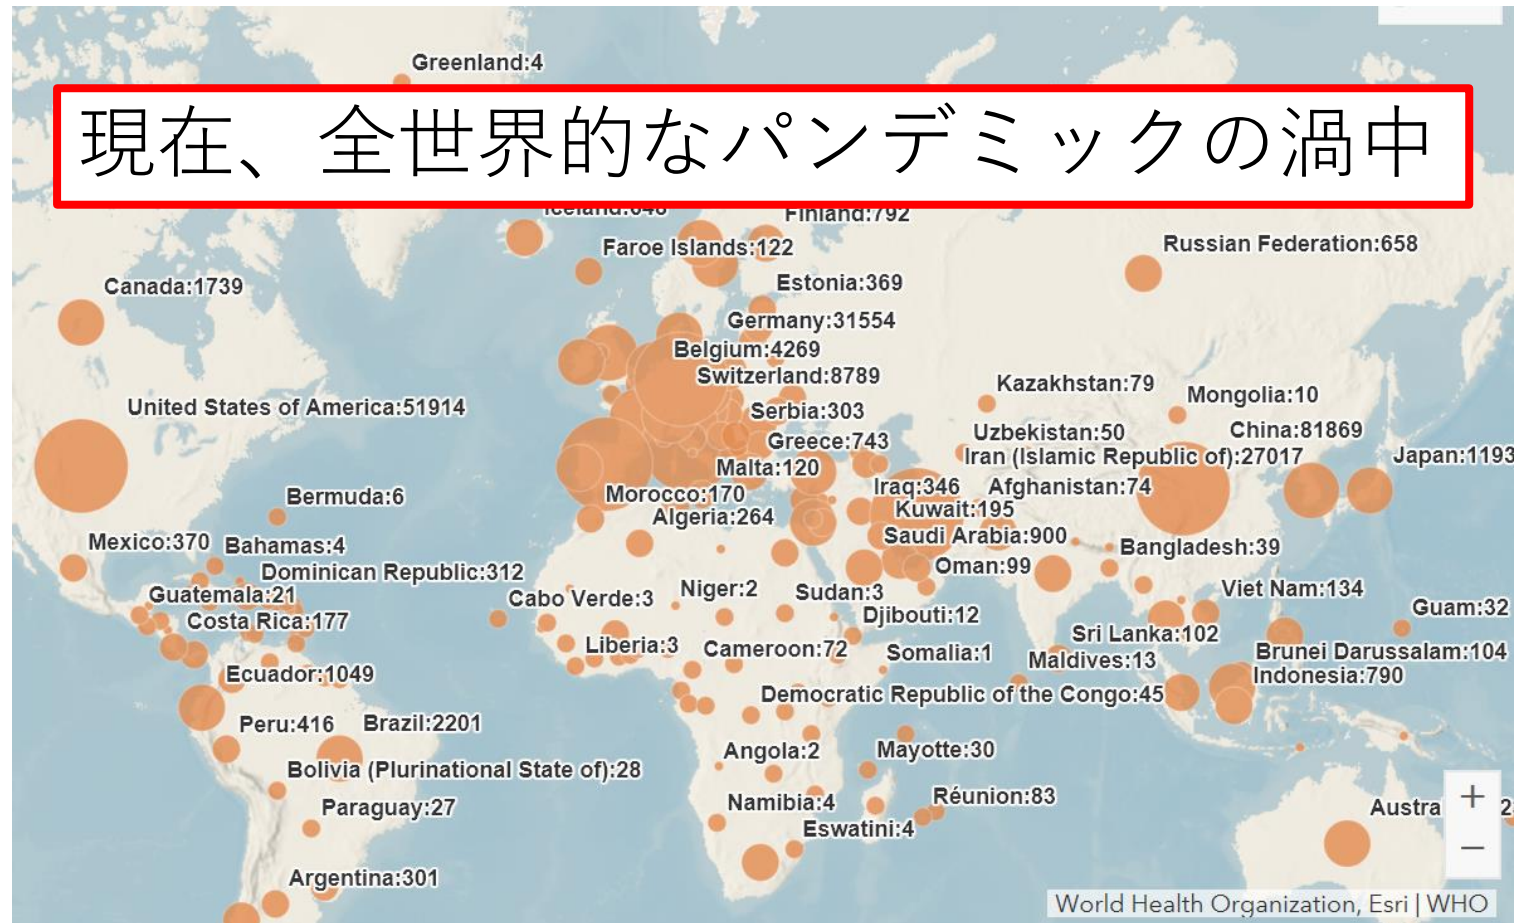 Greenland:4
現在、全世界的なパンデミックの渦中
Iceland:648
Finland:792
Faroe Islands:122
Russian Federation:658
Canada:1739
Estonia:369
Germany:31554
Belgium:4269
Switzerland:8789
Kazakhstan:79
Mongolia:10
United States of America:51914
Serbia:303
Uzbekistan:50
China:81869
Greece:743
Iran (Islamic Republic of):27017
Japan:1193
Malta:120
Bermuda:6
Morocco:170
Iraq:346
Afghanistan:74
Algeria:264
Kuwait:195
Mexico:370
Bahamas:4
Saudi Arabia:900
Bangladesh:39
Dominican Republic:312
Oman:99
Guatemala:21
Cabo Verde:3
Niger:2
Sudan:3
Viet Nam:134
Costa Rica:177
Djibouti:12
Guam:32
Liberia:3
Cameroon:72
Somalia:1
Sri Lanka:102
Maldives:13
Brunei Darussalam:104
Ecuador:1049
Indonesia:790
Democratic Republic of the Congo:45
Peru:416
Brazil:2201
Angola:2
Mayotte:30
Bolivia (Plurinational State of):28
Paraguay:27
Namibia:4
Réunion:83
Eswatini:4
+
Austra
−
Argentina:301
World Health Organization, Esri | WHO